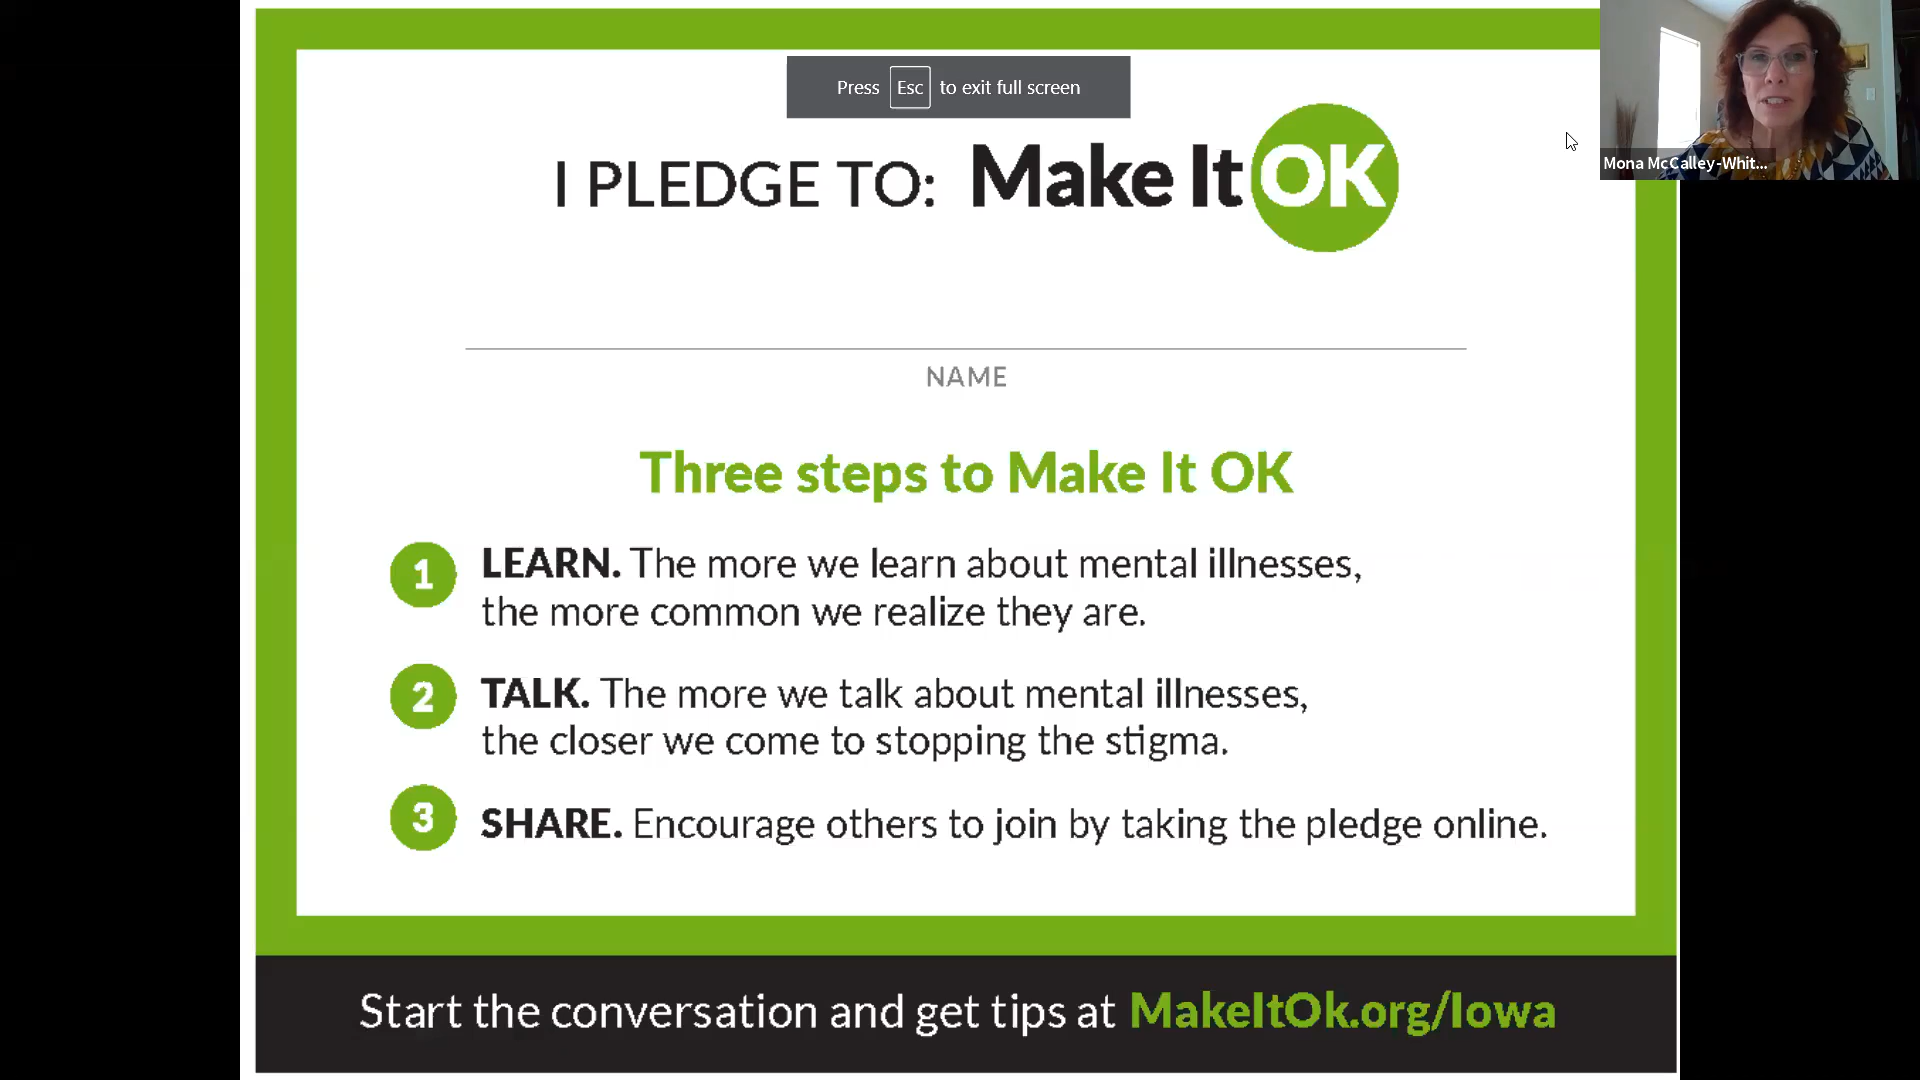 Press Esc to exit full screen
Mona McCalley-Whit...
I PLEDGE TO: Make It OK
NAME
Three steps to Make It OK
1 LEARN. The more we learn about mental illnesses,
the more common we realize they are.
2 TALK. The more we talk about mental illnesses,
the closer we come to stopping the stigma.
3 SHARE. Encourage others to join by taking the pledge online.
Start the conversation and get tips at MakeItOk.org/Iowa